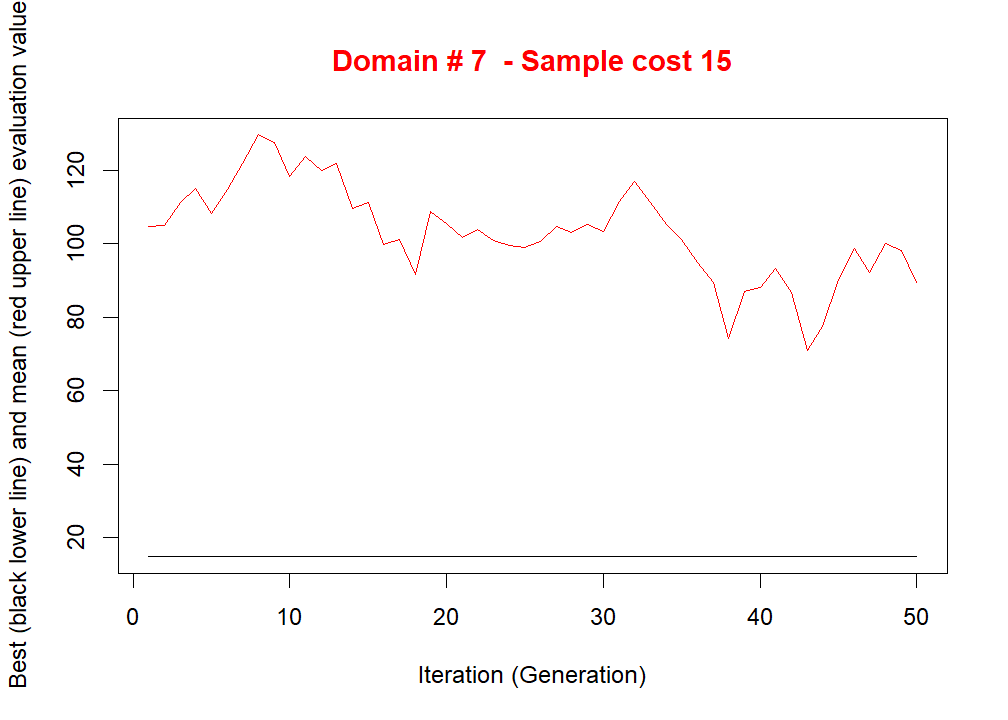 Domain # 7  - Sample cost 15
Best (black lower line) and mean (red upper line) evaluation value
120
100
80
60
40
20
0 10 20 30 40 50
Iteration (Generation)